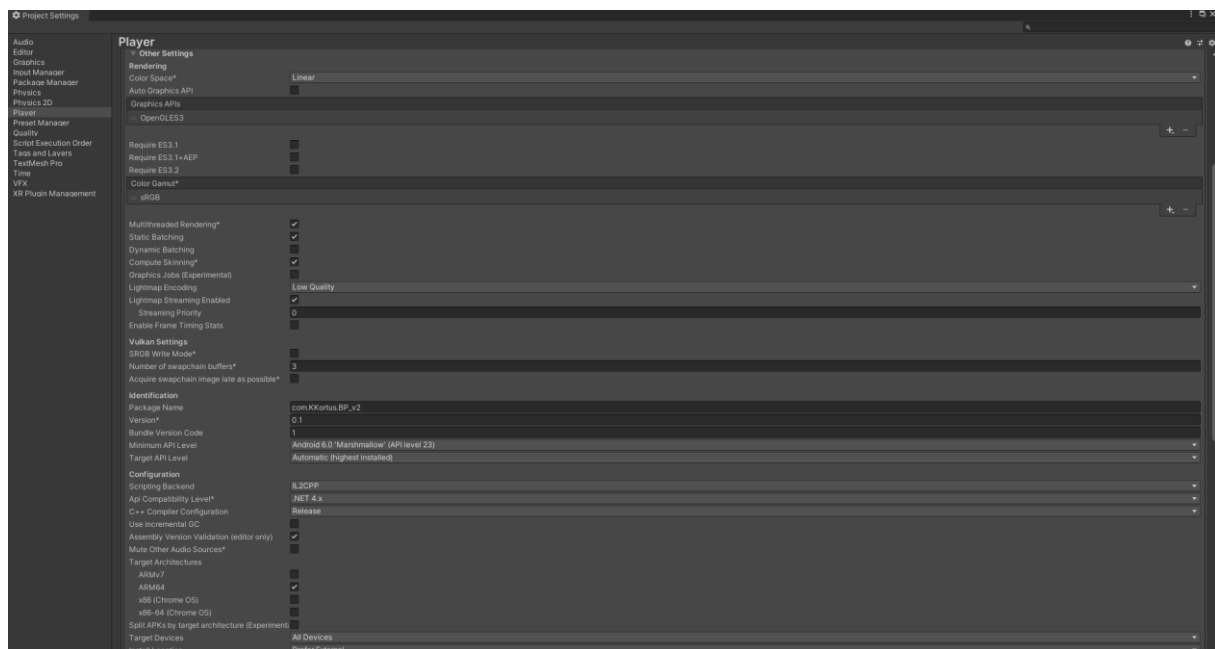 Project Settings
Audio
Editor
Graphics
Input Manager
Package Manager
Physics
Physics 2D
Player
Preset Manager
Quality
Script Execution Order
Tags and Layers
TextMesh Pro
Time
VFX
XR Plugin Management
Player
Other Settings
Rendering
Color Space* Linear
Auto Graphics API
Graphics APIs
OpenGLES3
Require ES3.1
Require ES3.1+AEP
Require ES3.2
Color Gamut*
sRGB
Multithreaded Rendering*
Static Batching
Dynamic Batching
Compute Skinning*
Graphics Jobs (Experimental)
Lightmap Encoding Low Quality
Lightmap Streaming Enabled
Streaming Priority 0
Enable Frame Timing Stats
Vulkan Settings
SRGB Write Mode*
Number of swapchain buffers* 3
Acquire swapchain image late as possible*
Identification
Package Name com.KKortus.BP_v2
Version* 0.1
Bundle Version Code 1
Minimum API Level Android 6.0 'Marshmallow' (API level 23)
Target API Level Automatic (highest installed)
Configuration
Scripting Backend IL2CPP
Api Compatibility Level* .NET 4.x
C++ Compiler Configuration Release
Use incremental GC
Assembly Version Validation (editor only)
Mute Other Audio Sources*
Target Architectures
ARMv7
ARM64
x86 (Chrome OS)
x86-64 (Chrome OS)
Split APKs by target architecture (Experiment
Target Devices All Devices